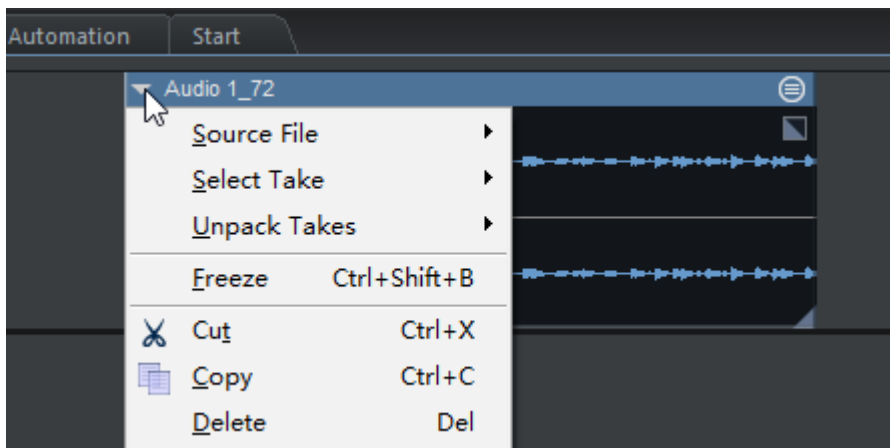 Automation
Start
Audio 1_72
Source File
Select Take
Unpack Takes
Freeze Ctrl+Shift+B
Cut Ctrl+X
Copy Ctrl+C
Delete Del